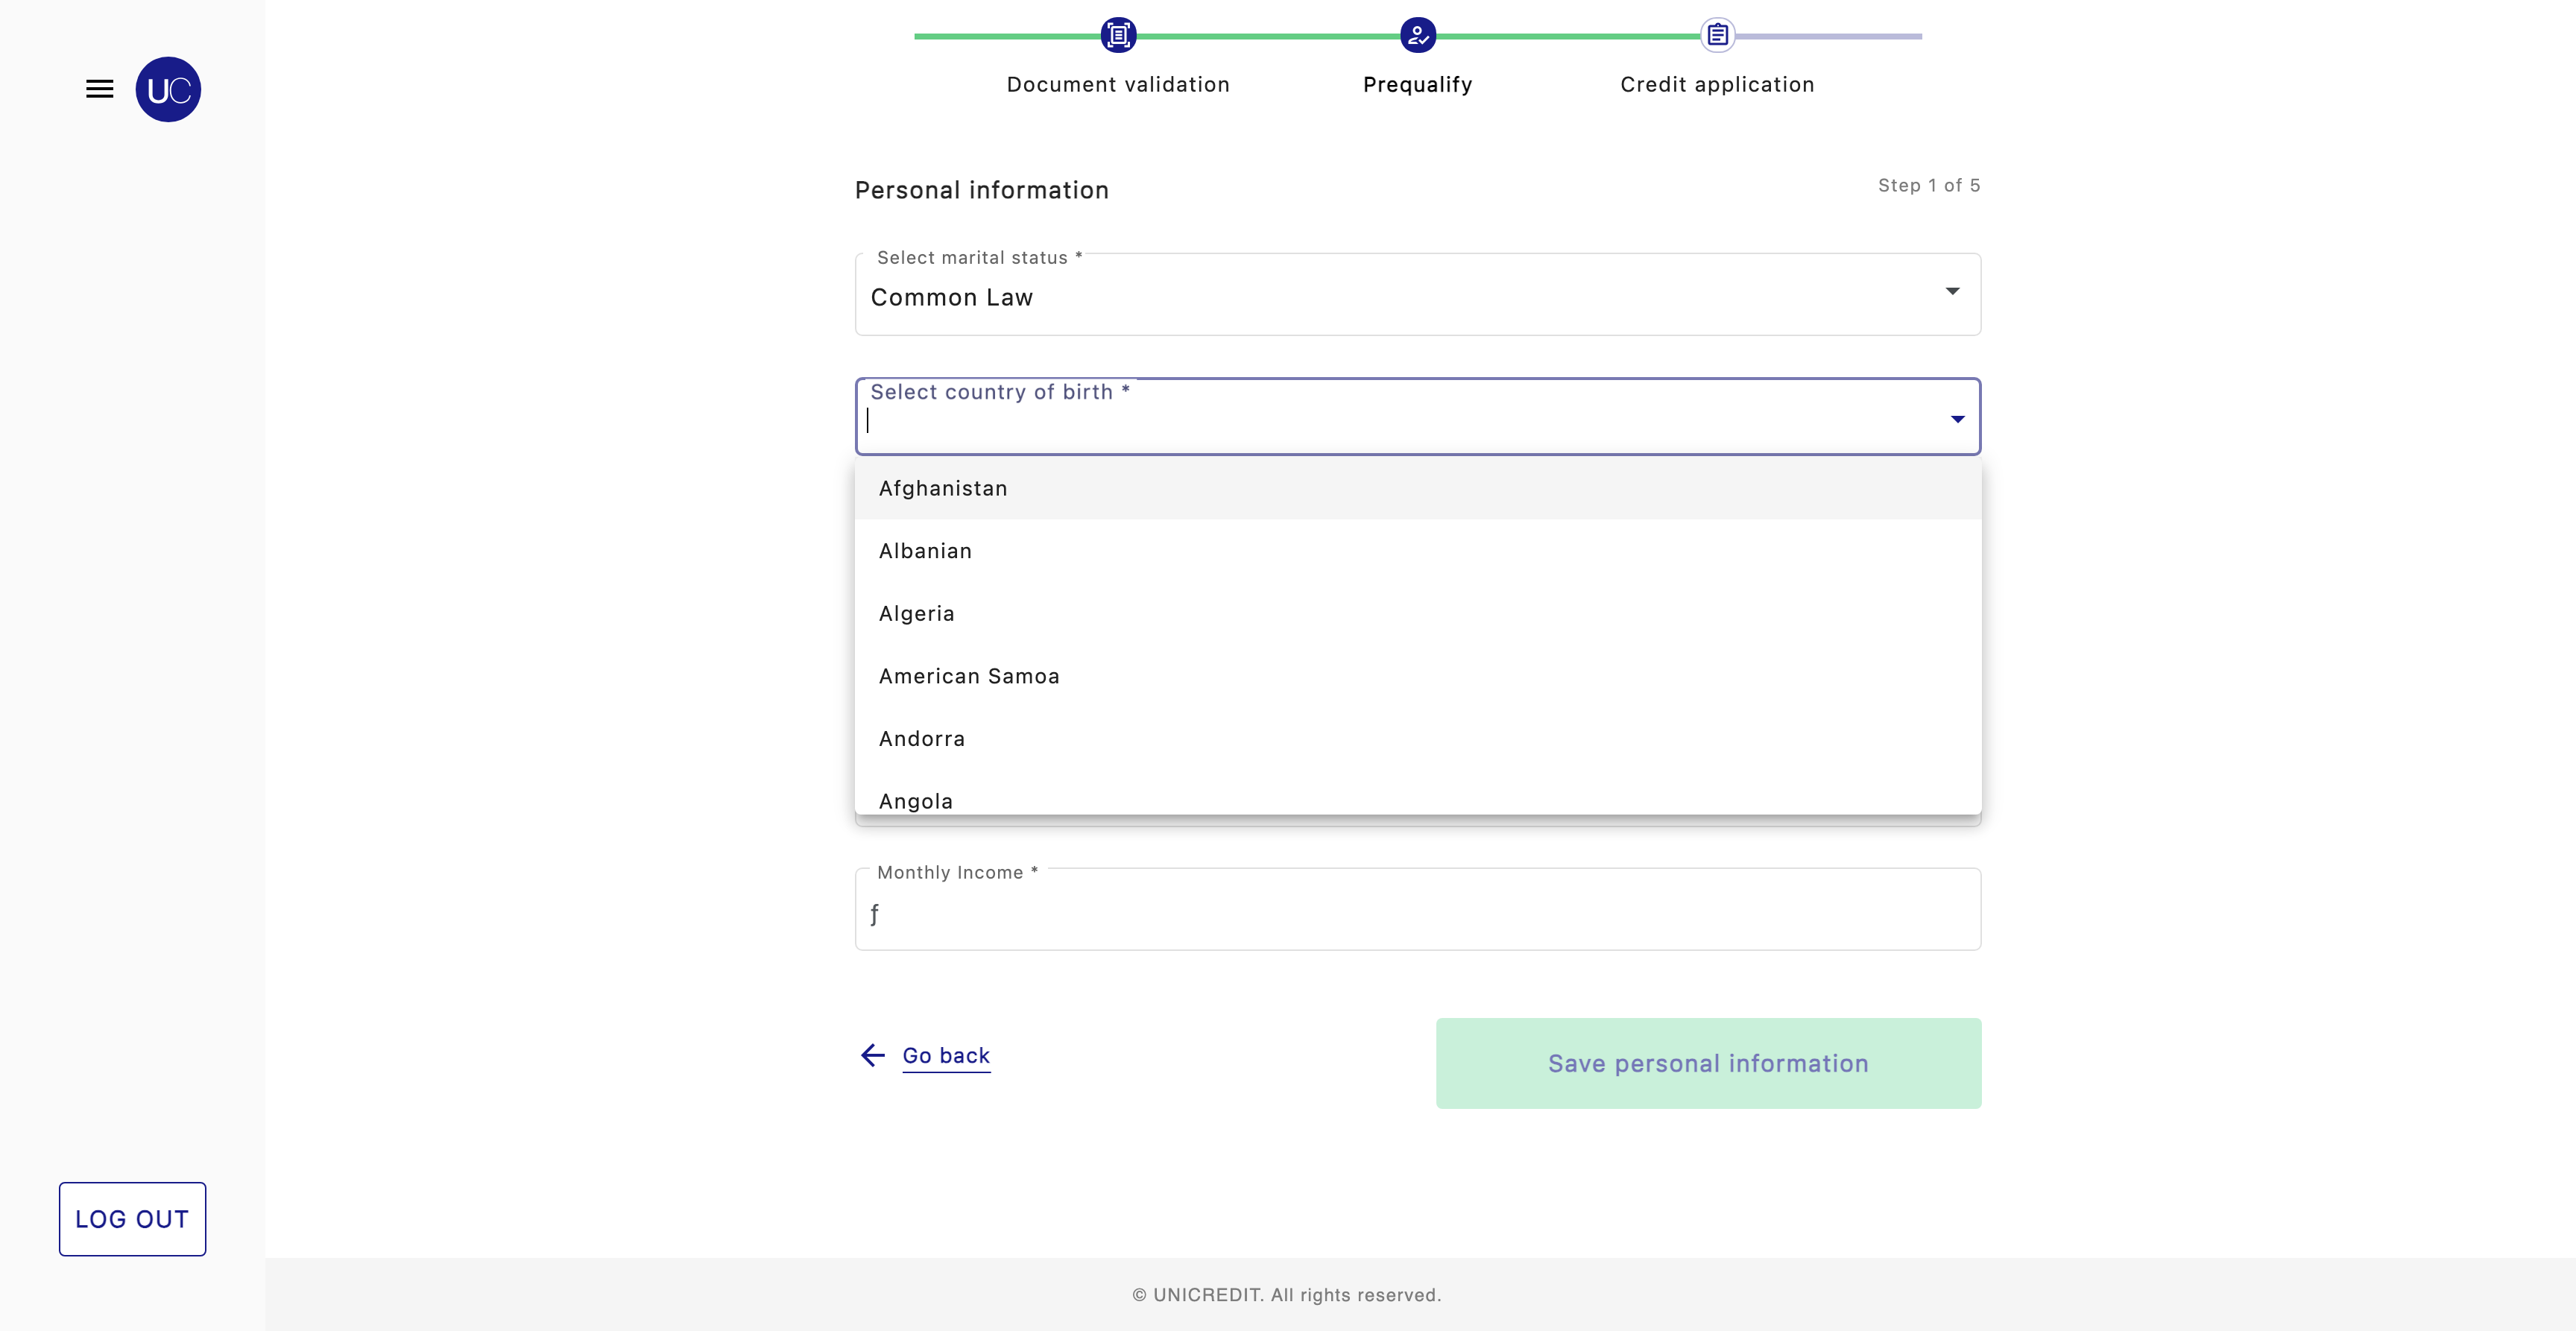 UC
Document validation
Prequalify
Credit application
Personal information
Step 1 of 5
Select marital status *
Common Law
Select country of birth *
Afghanistan
Albanian
Algeria
American Samoa
Andorra
Angola
Monthly Income *
ƒ
Go back
Save personal information
LOG OUT
© UNICREDIT. All rights reserved.